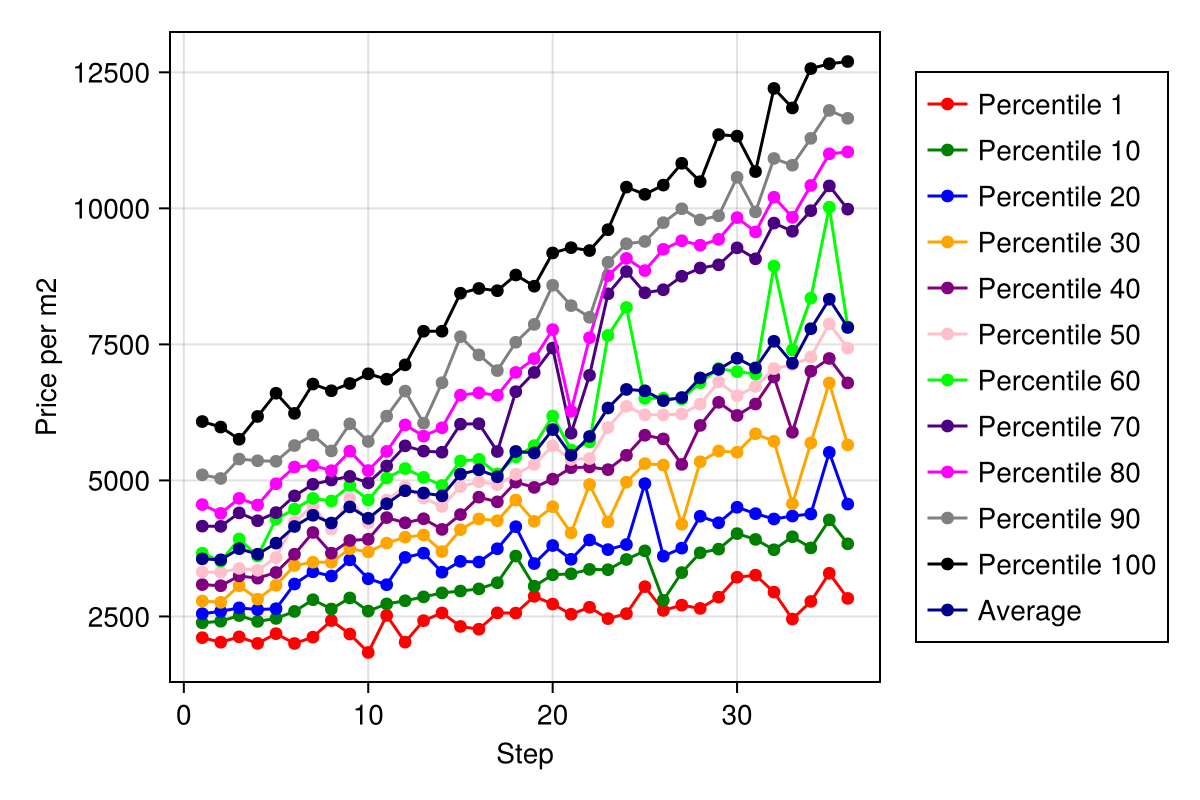 12500
10000
7500
5000
2500
Price per m2
0 10 20 30
Step
Percentile 1
Percentile 10
Percentile 20
Percentile 30
Percentile 40
Percentile 50
Percentile 60
Percentile 70
Percentile 80
Percentile 90
Percentile 100
Average